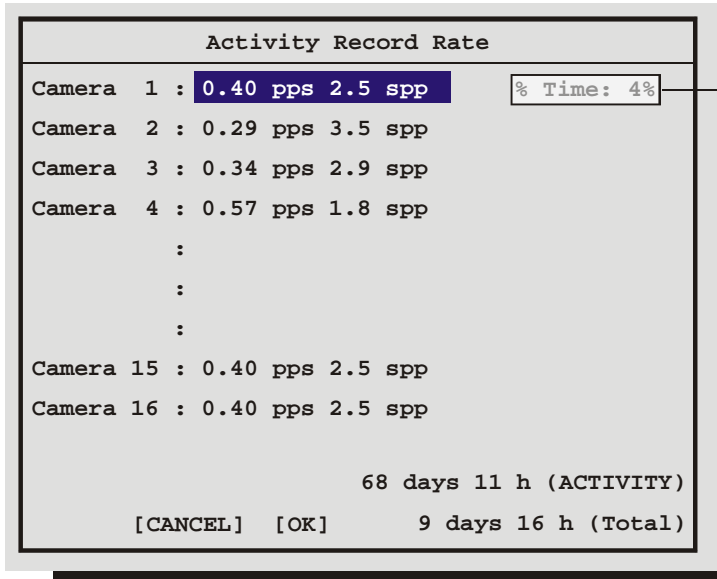 Activity Record Rate
Camera 1 : 0.40 pps 2.5 spp % Time: 4%
Camera 2 : 0.29 pps 3.5 spp
Camera 3 : 0.34 pps 2.9 spp
Camera 4 : 0.57 pps 1.8 spp
:
:
:
Camera 15 : 0.40 pps 2.5 spp
Camera 16 : 0.40 pps 2.5 spp
68 days 11 h (ACTIVITY)
[CANCEL] [OK] 9 days 16 h (Total)